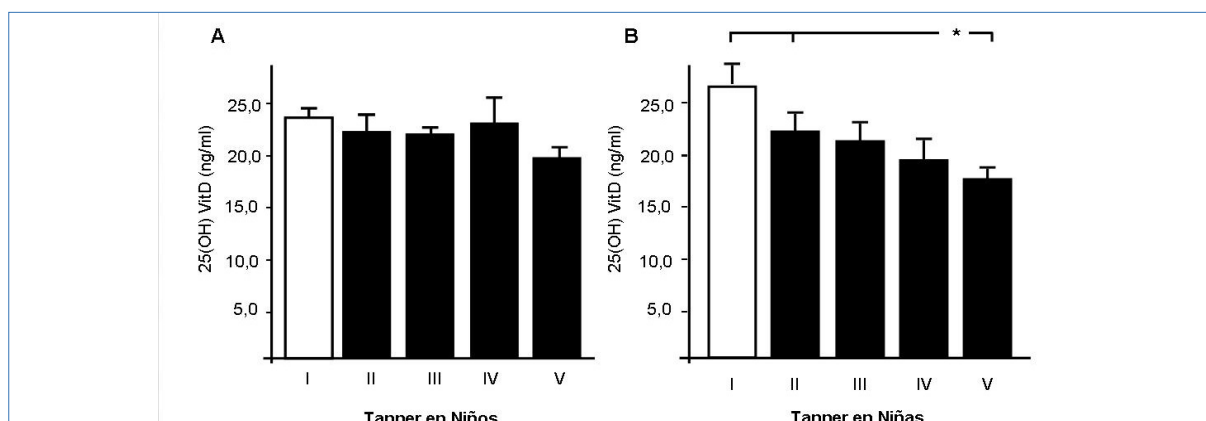 A
25(OH) VitD (ng/ml)
25,0
20,0
15,0
10,0
5,0
I II III IV V
Tanner en Niños
B
*
25(OH) VitD (ng/ml)
25,0
20,0
15,0
10,0
5,0
I II III IV V
Tanner en Niñas